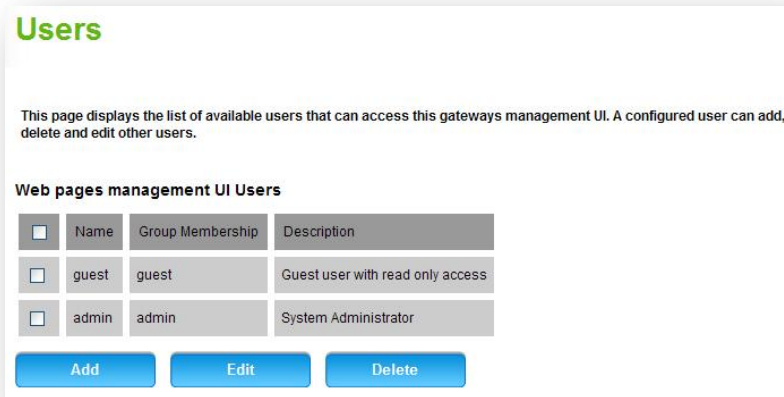 Users
This page displays the list of available users that can access this gateways management UI. A configured user can add,
delete and edit other users.
Web pages management UI Users
Name Group Membership Description
guest guest Guest user with read only access
admin admin System Administrator
Add Edit Delete